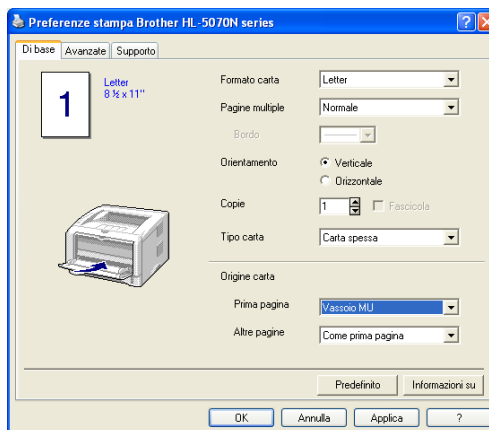 Preferenze stampa Brother HL-5070N series
Di base Avanzate Supporto
1
Letter
8 ½ x 11"
Formato carta Letter
Pagine multiple Normale
Bordo
Orientamento Verticale
Orizzontale
Copie 1 Fascicola
Tipo carta Carta spessa
Origine carta
Prima pagina Vassoio MU
Altre pagine Come prima pagina
Predefinito Informazioni su
OK Annulla Applica ?